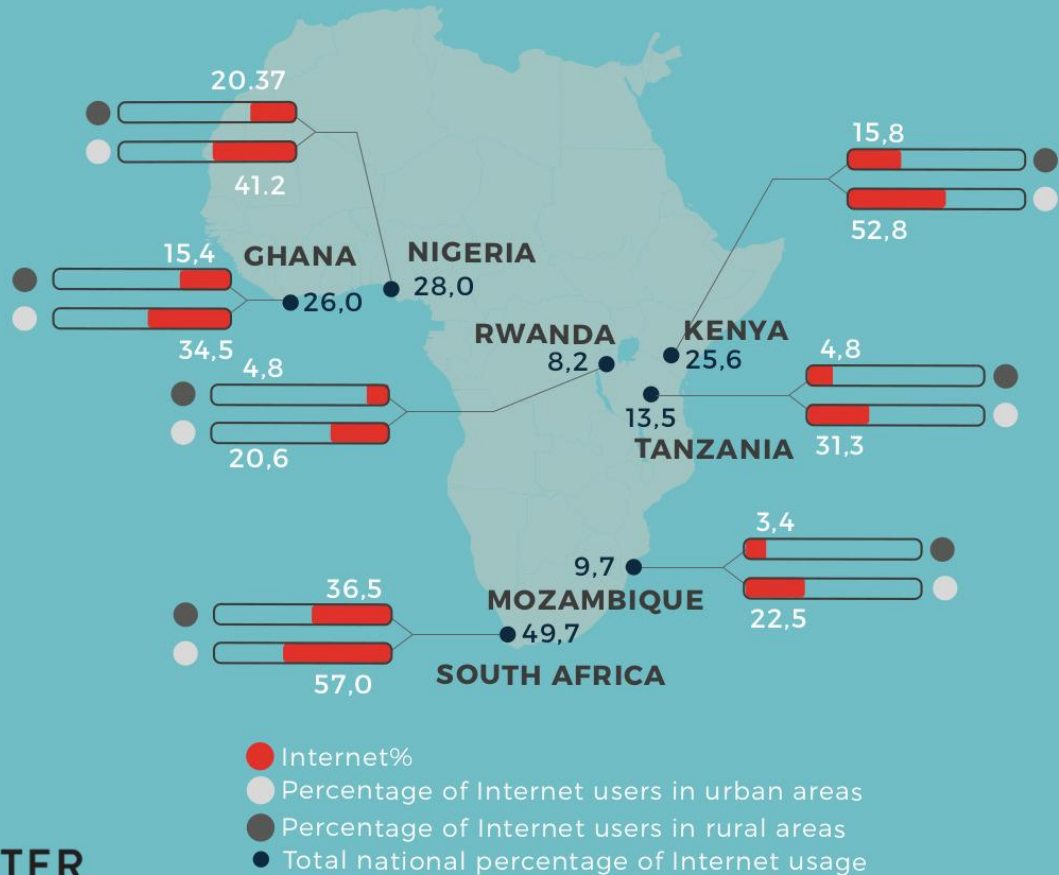 20.37
41.2
15,8
52,8
GHANA
NIGERIA
15,4
26,0
28,0
34,5
RWANDA
8,2
KENYA
25,6
4,8
20,6
4,8
13,5
TANZANIA
31,3
3,4
9,7
MOZAMBIQUE
22,5
36,5
49,7
57,0
SOUTH AFRICA
Internet%
Percentage of Internet users in urban areas
Percentage of Internet users in rural areas
Total national percentage of Internet usage